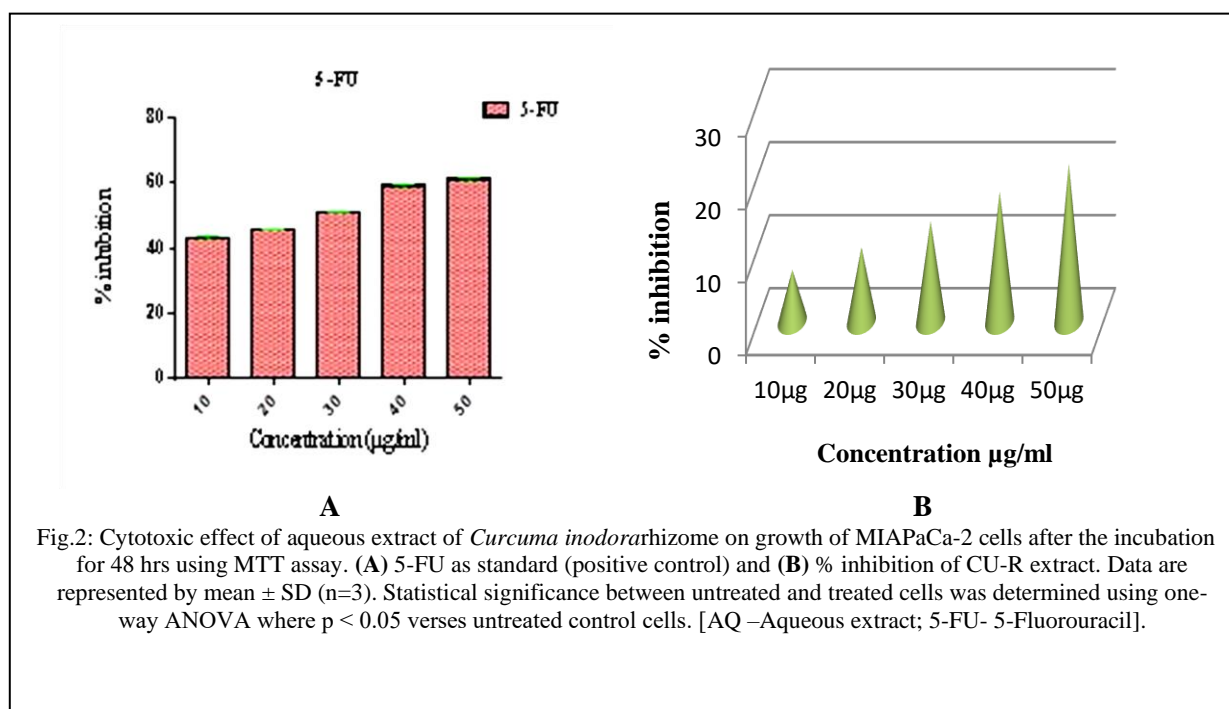 5-FU
5-FU
80
60
40
20
0
% inhibition
10
20
30
40
50
Concentration (µg/ml)
A
30
20
10
0
% inhibition
10µg 20µg 30µg 40µg 50µg
Concentration µg/ml
B
Fig.2: Cytotoxic effect of aqueous extract of Curcuma inodorarhizome on growth of MIAPaCa-2 cells after the incubation
for 48 hrs using MTT assay. (A) 5-FU as standard (positive control) and (B) % inhibition of CU-R extract. Data are
represented by mean ± SD (n=3). Statistical significance between untreated and treated cells was determined using one-
way ANOVA where p < 0.05 verses untreated control cells. [AQ –Aqueous extract; 5-FU- 5-Fluorouracil].